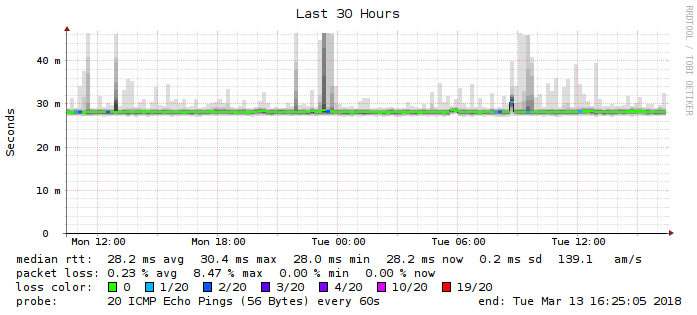 Last 30 Hours
RRDTOOL / TOBI OETIKER
Seconds
40 m
30 m
20 m
10 m
0
Mon 12:00 Mon 18:00 Tue 00:00 Tue 06:00 Tue 12:00
median rtt: 28.2 ms avg 30.4 ms max 28.0 ms min 28.2 ms now 0.2 ms sd 139.1 am/s
packet loss: 0.23 % avg 8.47 % max 0.00 % min 0.00 % now
loss color: 0 1/20 2/20 3/20 4/20 10/20 19/20
probe: 20 ICMP Echo Pings (56 Bytes) every 60s end: Tue Mar 13 16:25:05 2018